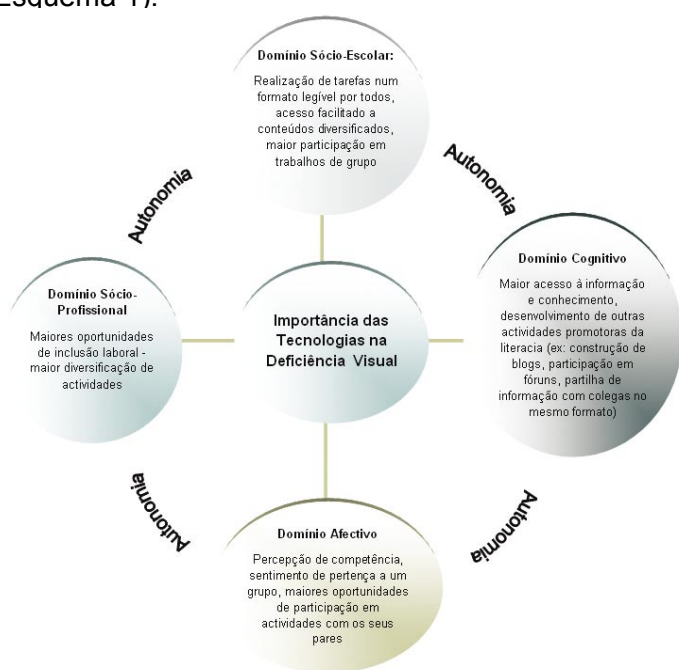 Esquema 1).
Domínio Sócio-Escolar:
Realização de tarefas num
formato legível por todos,
acesso facilitado a
conteúdos diversificados,
maior participação em
trabalhos de grupo
Autonomia
Autonomia
Domínio Sócio-
Profissional
Maiores oportunidades
de inclusão laboral -
maior diversificação de
actividades
Importância das
Tecnologias na
Deficiência Visual
Domínio Cognitivo
Maior acesso à informação
e conhecimento,
desenvolvimento de outras
actividades promotoras da
literacia (ex: construção de
blogs, participação em
fóruns, partilha de
informação com colegas no
mesmo formato)
Autonomia
Autonomia
Domínio Afectivo
Percepção de competência,
sentimento de pertença a um
grupo, maiores oportunidades
de participação em
actividades com os seus
pares